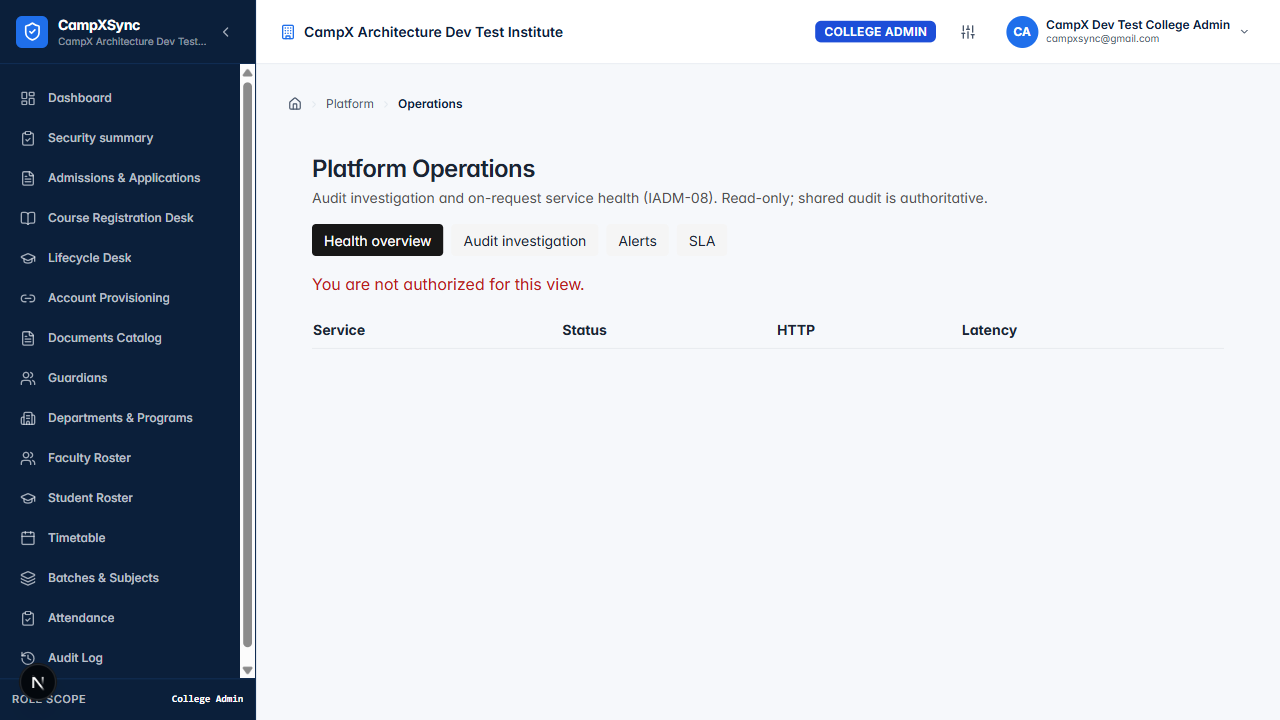 CampXSync
CampX Architecture Dev Test...
CampX Architecture Dev Test Institute
COLLEGE ADMIN
CA
CampX Dev Test College Admin
campxsync@gmail.com
Dashboard
Security summary
Admissions & Applications
Course Registration Desk
Lifecycle Desk
Account Provisioning
Documents Catalog
Guardians
Departments & Programs
Faculty Roster
Student Roster
Timetable
Batches & Subjects
Attendance
Audit Log
N
SCOPE
College Admin
Platform
Operations
Platform Operations
Audit investigation and on-request service health (IADM-08). Read-only; shared audit is authoritative.
Health overview
Audit investigation
Alerts
SLA
You are not authorized for this view.
Service Status HTTP Latency